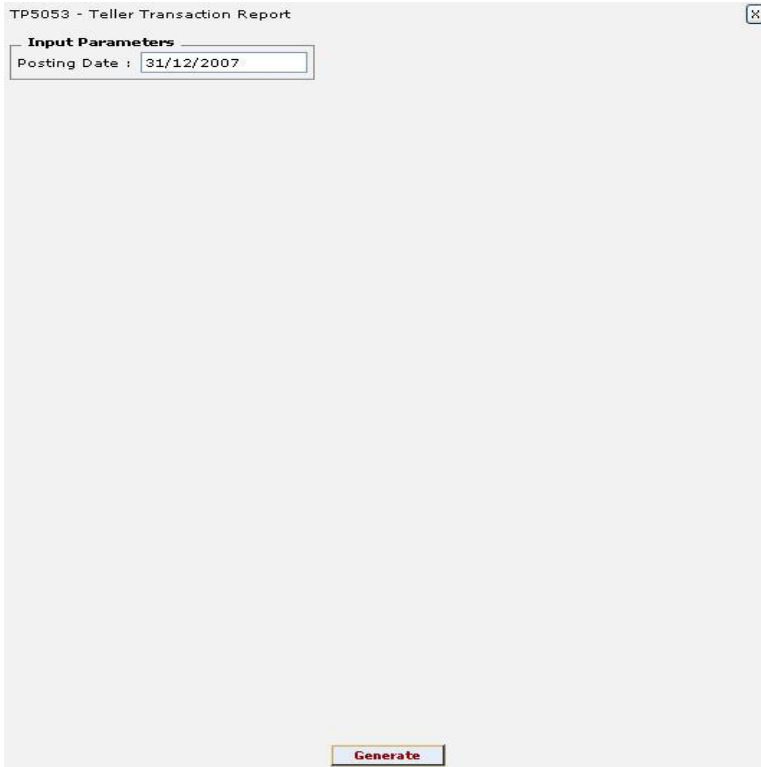 TP5053 - Teller Transaction Report
Input Parameters
Posting Date : 31/12/2007
Generate